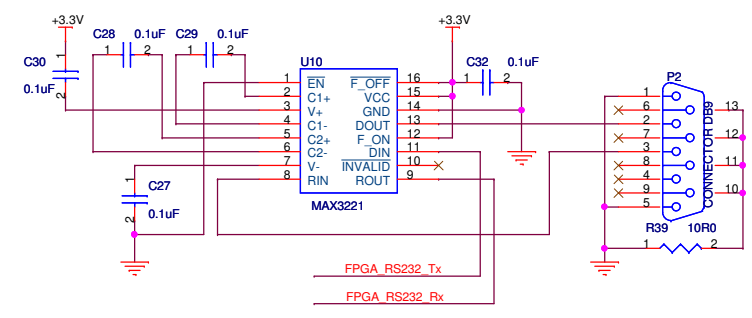 +3.3V
+3.3V
C28 0.1uF C29 0.1uF
1 2 1 2
C30
1
0.1uF
2
U10
C32 0.1uF
1 2
1 EN F_OFF 16
2 C1+ VCC 15
3 V+ GND 14
4 C1- DOUT 13
5 C2+ F_ON 12
6 C2- DIN 11
7 V- INVALID 10
8 RIN ROUT 9
MAX3221
1
C27
0.1uF
2
P2
1
6
2
7
3
8
4
9
5
13
12
11
10
CONNECTOR DB9
R39 10R0
1 2
FPGA_RS232_Tx
FPGA_RS232_Rx